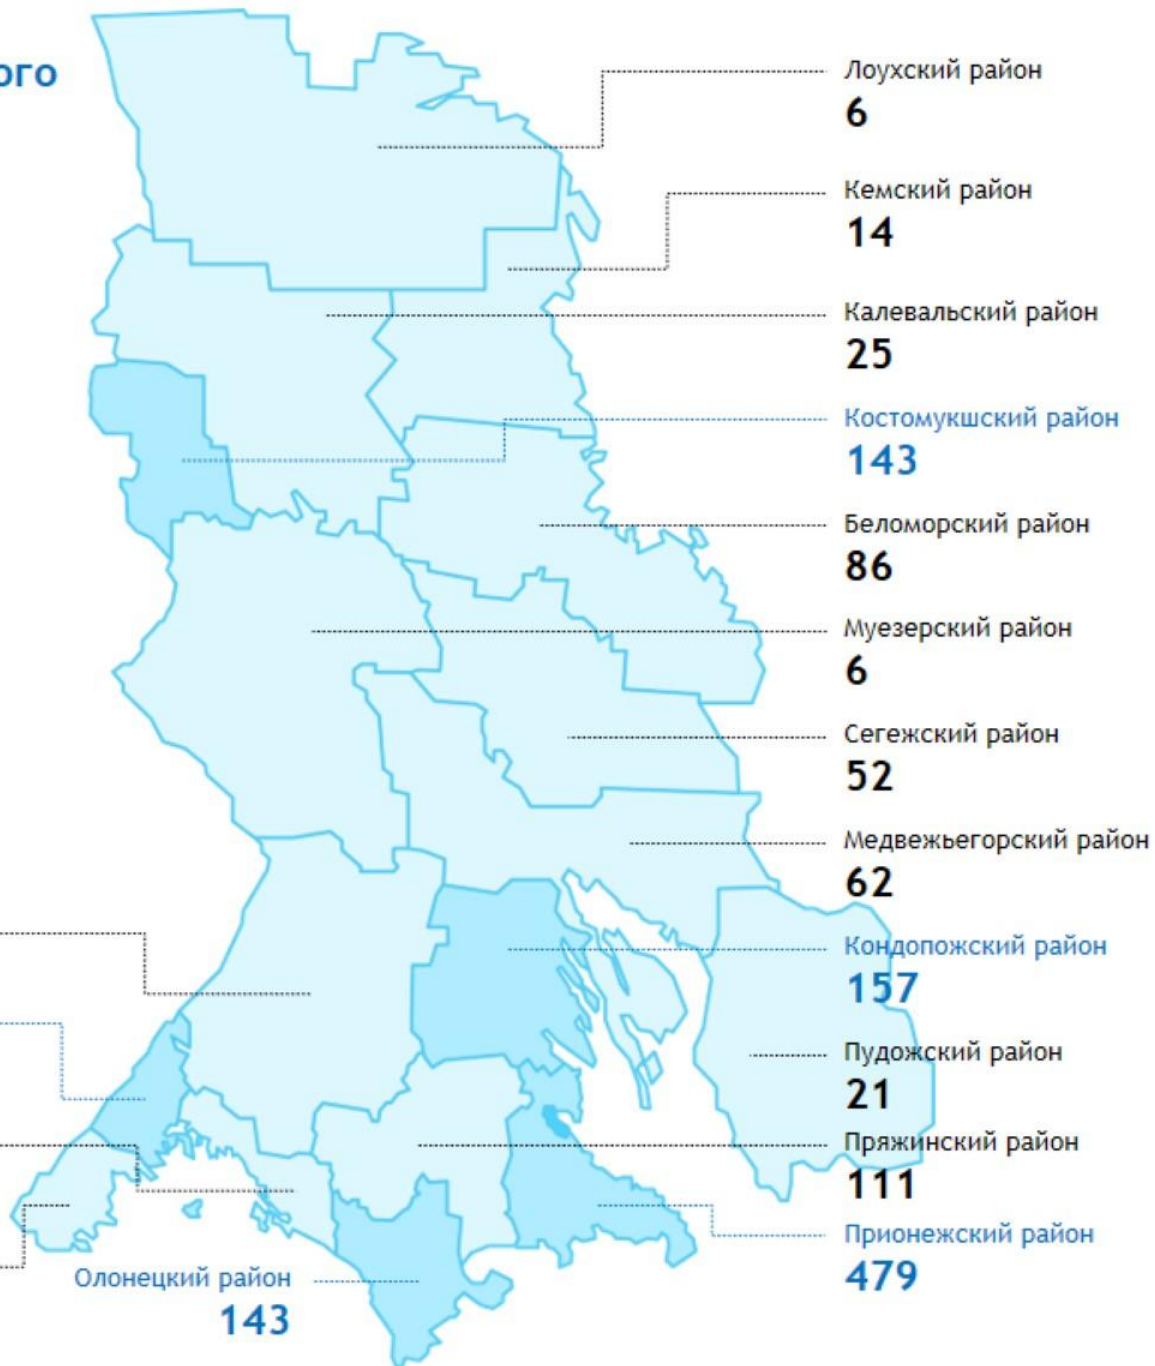 ого
Лоухский район
6
Кемский район
14
Калевальский район
25
Костомукшский район
143
Беломорский район
86
Муезерский район
6
Сегежский район
52
Медвежьегорский район
62
Кондопожский район
157
Пудожский район
21
Пряжинский район
111
Прионежский район
479
Олонецкий район
143